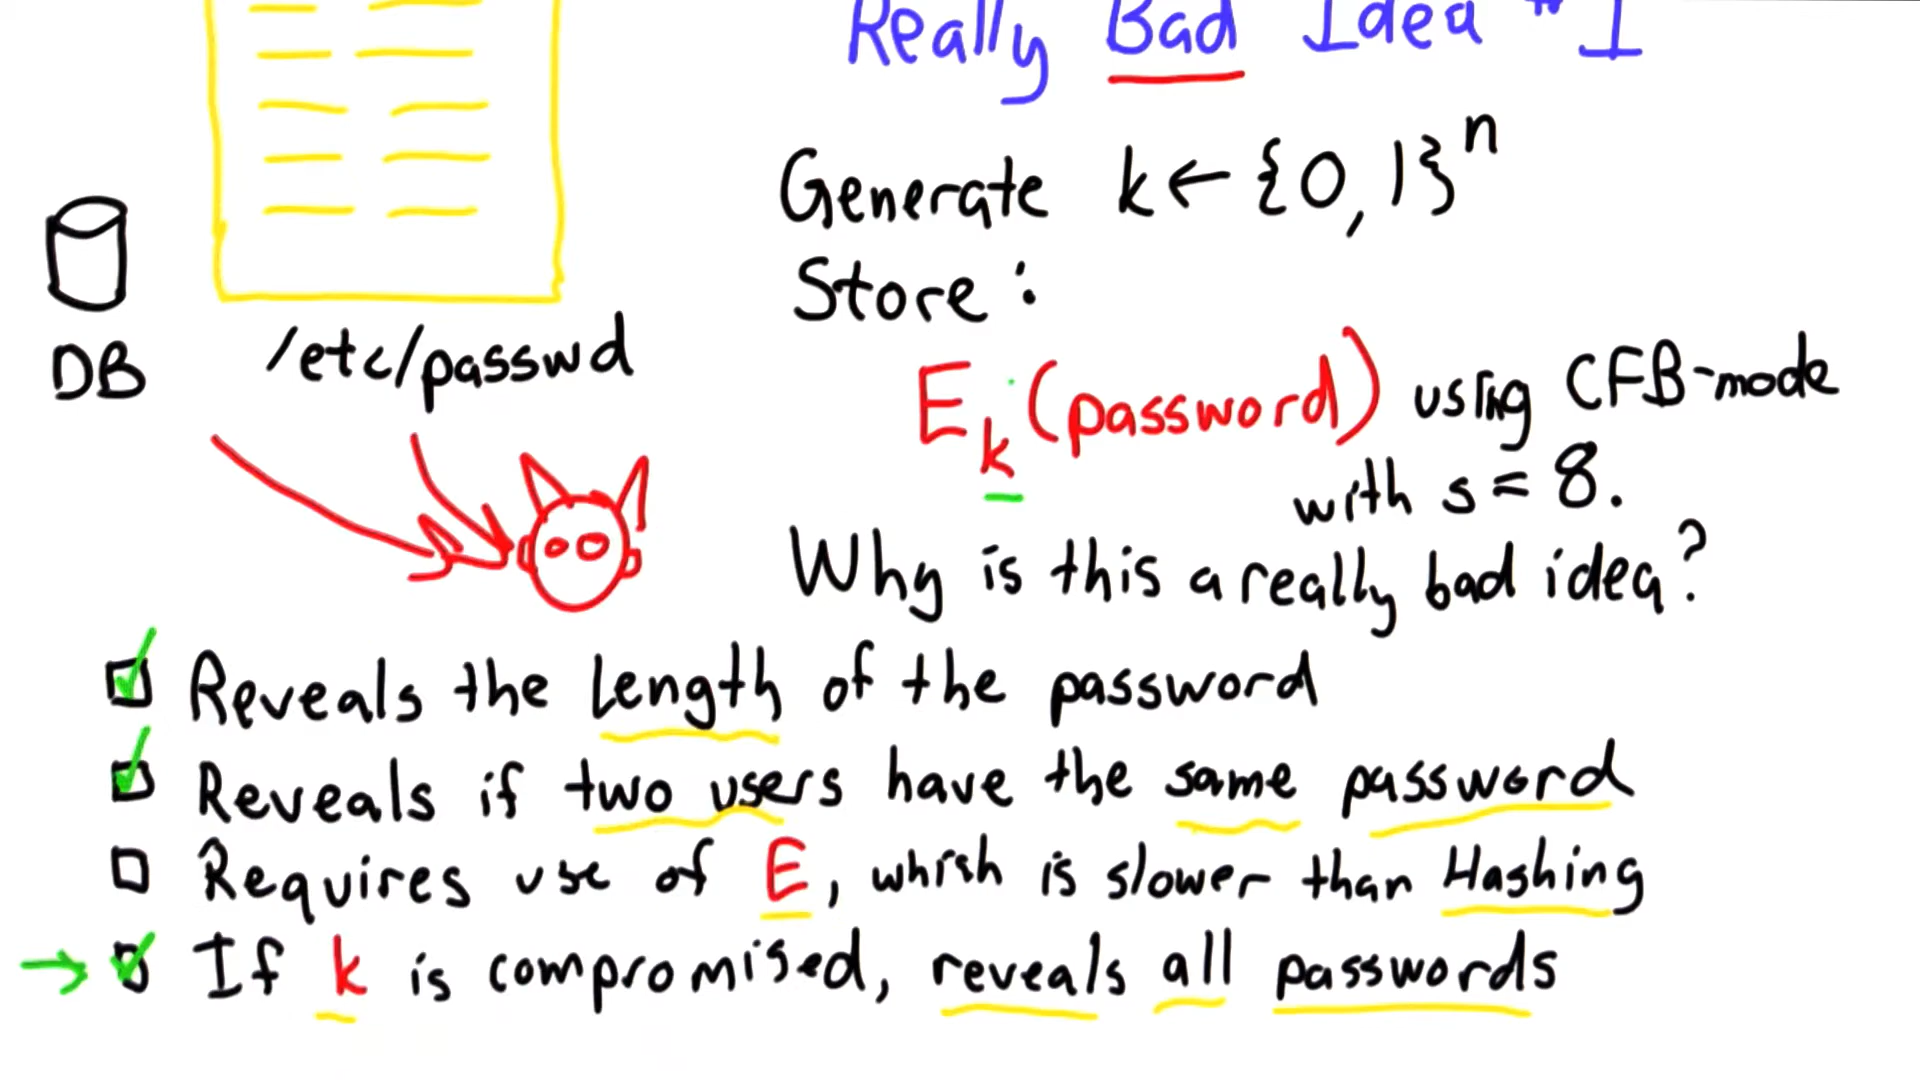 Really Bad Idea #1
Generate k ← {0,1}ⁿ
Store:
DB
/etc/passwd
E_k (password) using CFB-mode
with s = 8.
Why is this a really bad idea?
Reveals the length of the password
Reveals if two users have the same password
Requires use of E, which is slower than Hashing
→ If k is compromised, reveals all passwords